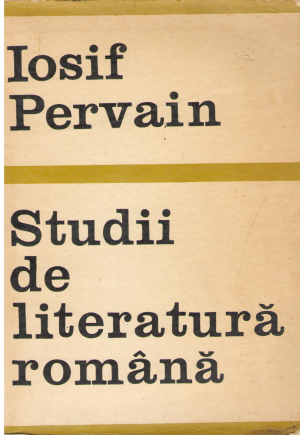 Iosif
Pervain
Studii
de
literatură
română